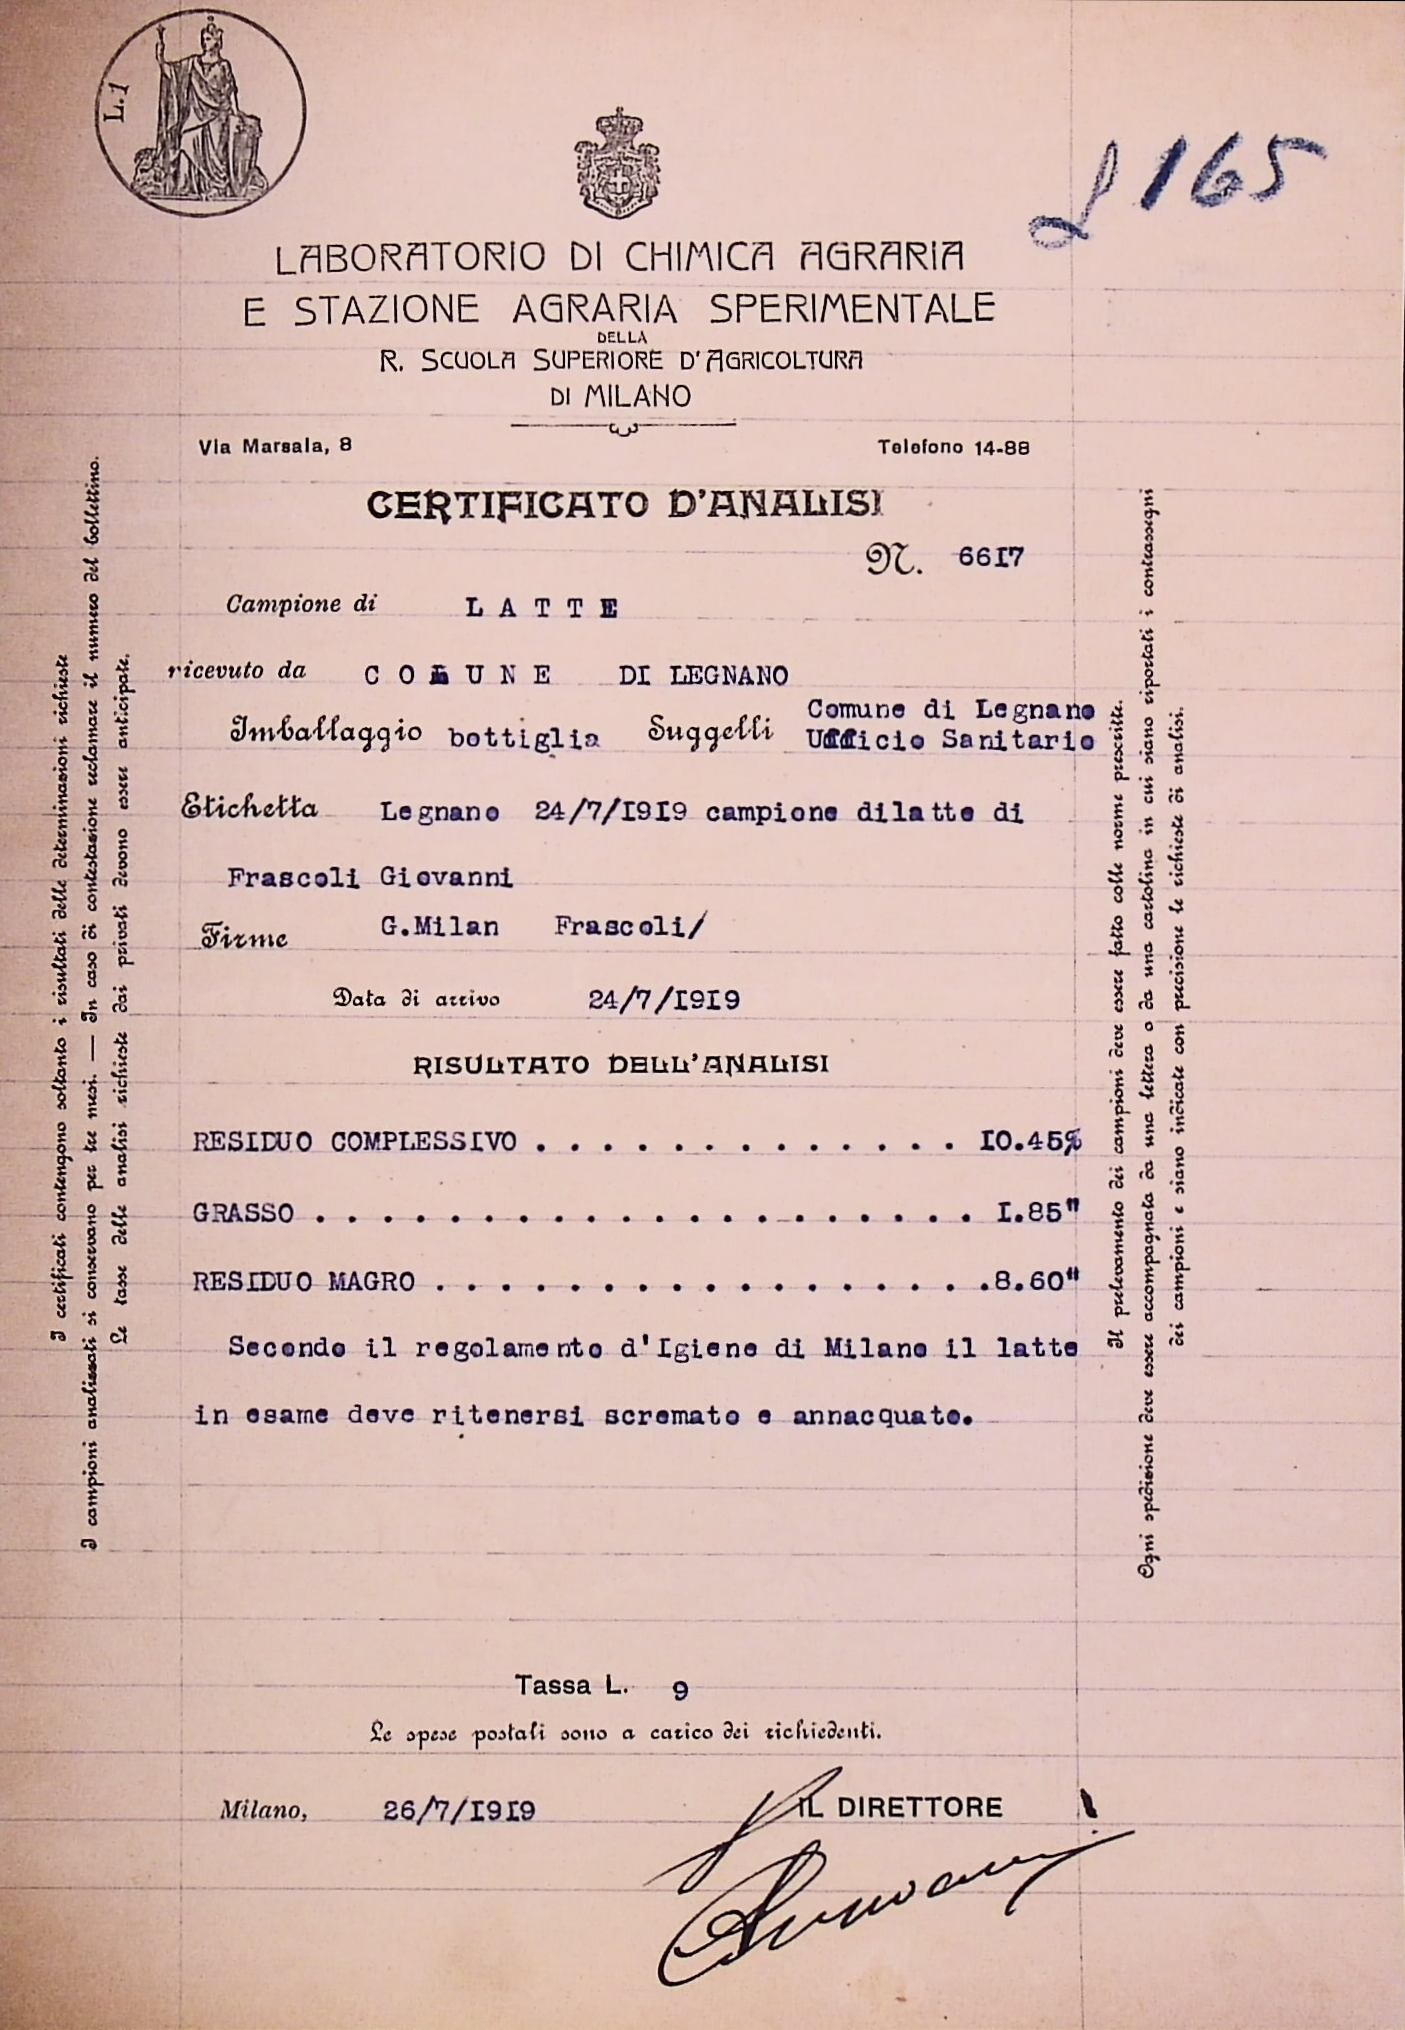 L. 1
L 165
LABORATORIO DI CHIMICA AGRARIA
E STAZIONE AGRARIA SPERIMENTALE
DELLA
R. SCUOLA SUPERIORE D'AGRICOLTURA
DI MILANO
Via Marsala, 8 Telefono 14-88
CERTIFICATO D'ANALISI
N. 66I7
Campione di L A T T E
ricevuto da C O M U N E DI LEGNANO
Imballaggio bottiglia Suggelli Comune di Legnano
Ufficio Sanitario
Etichetta Legnano 24/7/I9I9 campione dilatte di
Frascoli Giovanni
Firme G.Milan Frascoli/
Data di arrivo 24/7/I9I9
RISULTATO DELL'ANALISI
RESIDUO COMPLESSIVO . . . . . . . . . . . . . I0.45%
GRASSO . . . . . . . . . . . . . . . . . . . . I.85"
RESIDUO MAGRO . . . . . . . . . . . . . . . . .8.60"
Secondo il regolamento d'Igiene di Milano il latte
in esame deve ritenersi scremato e annacquato.
Tassa L. 9
Le spese postali sono a carico dei richiedenti.
Milano, 26/7/I9I9 IL DIRETTORE
I certificati contengono soltanto i risultati delle determinazioni richieste
I campioni analizzati si conservano per tre mesi. — In caso di contestazione reclamare il numero del bollettino.
Le tasse delle analisi richieste dai privati devono essere anticipate.
Il prelevamento dei campioni deve essere fatto colle norme prescritte.
Ogni spedizione deve essere accompagnata da una lettera o da una cartolina in cui siano riportati i contrassegni
dei campioni e siano indicate con precisione le richieste di analisi.